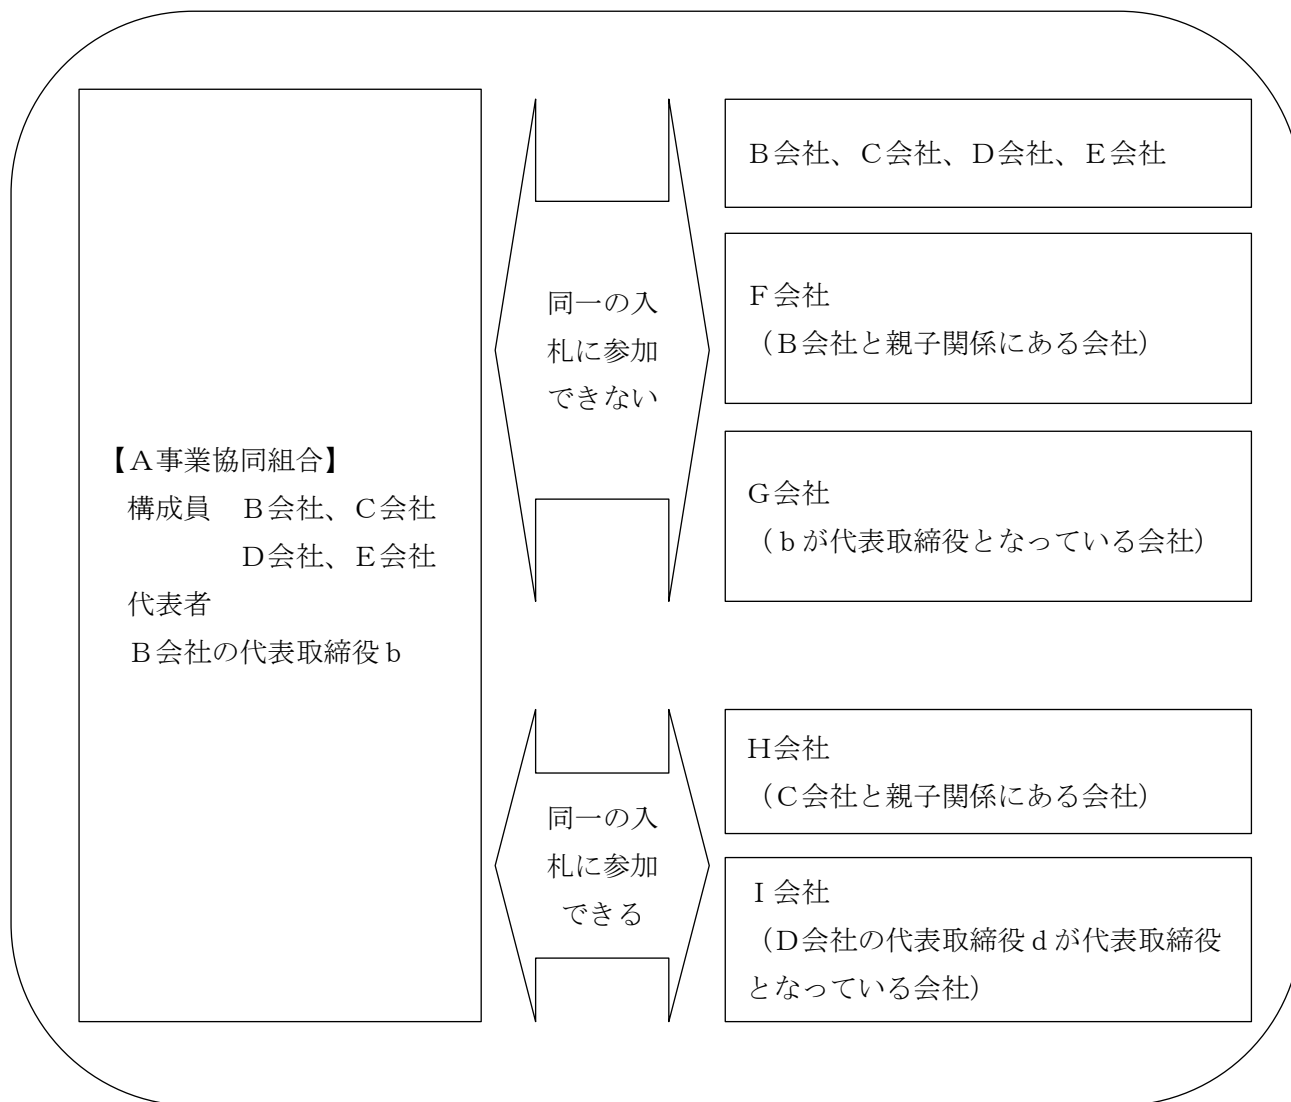 【A事業協同組合】
構成員　B会社、C会社
D会社、E会社
代表者
B会社の代表取締役b
同一の入
札に参加
できない
B会社、C会社、D会社、E会社
F会社
（B会社と親子関係にある会社）
G会社
（bが代表取締役となっている会社）
同一の入
札に参加
できる
H会社
（C会社と親子関係にある会社）
I会社
（D会社の代表取締役dが代表取締役
となっている会社）